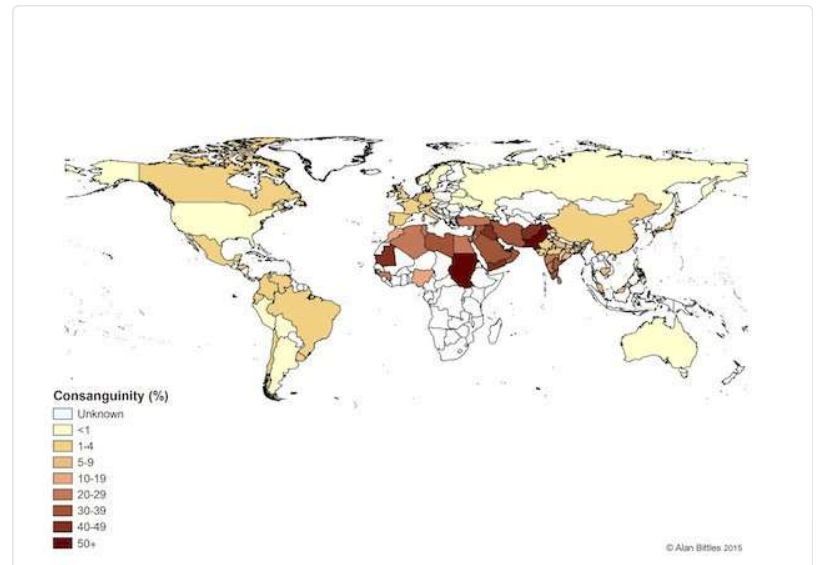 Consanguinity (%)
Unknown
<1
1-4
5-9
10-19
20-29
30-39
40-49
50+
© Alan Bittles 2015